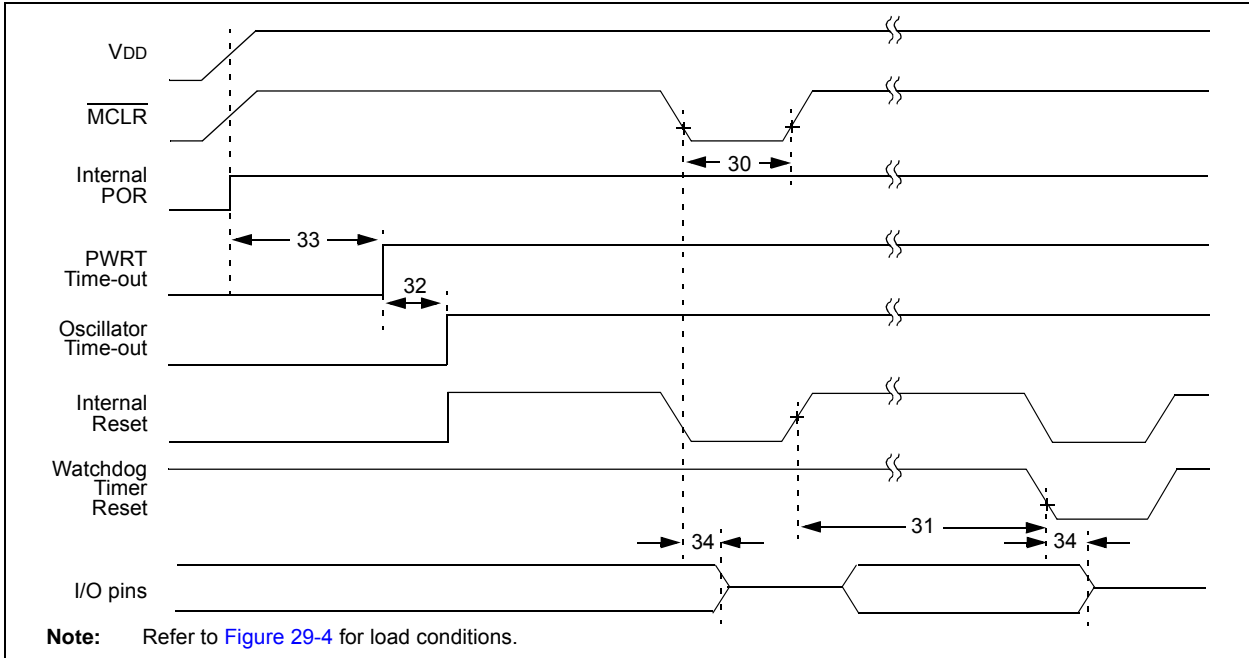 VDD
MCLR
30
Internal
POR
33
PWRT
Time-out
32
Oscillator
Time-out
Internal
Reset
Watchdog
Timer
Reset
31
34
34
I/O pins
Note: Refer to Figure 29-4 for load conditions.